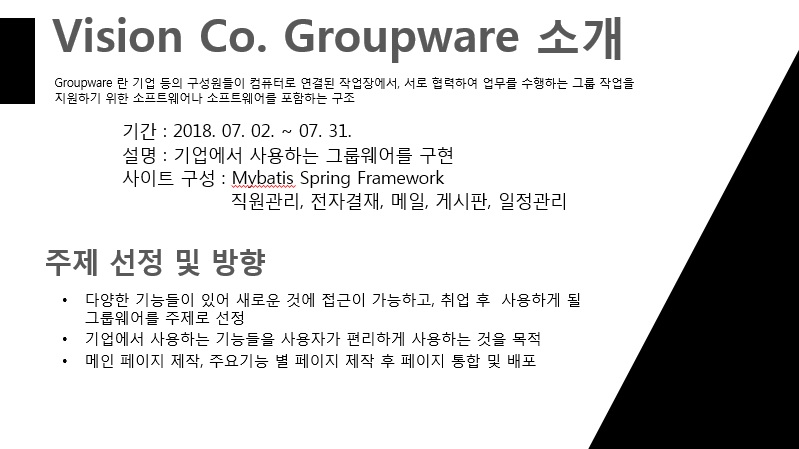 Vision Co. Groupware 소개
Groupware 란 기업 등의 구성원들이 컴퓨터로 연결된 작업장에서, 서로 협력하여 업무를 수행하는 그룹 작업을
지원하기 위한 소프트웨어나 소프트웨어를 포함하는 구조
기간 : 2018. 07. 02. ~ 07. 31.
설명 : 기업에서 사용하는 그룹웨어를 구현
사이트 구성 : Mybatis Spring Framework
직원관리, 전자결재, 메일, 게시판, 일정관리
주제 선정 및 방향
• 다양한 기능들이 있어 새로운 것에 접근이 가능하고, 취업 후 사용하게 될
그룹웨어를 주제로 선정
• 기업에서 사용하는 기능들을 사용자가 편리하게 사용하는 것을 목적
• 메인 페이지 제작, 주요기능 별 페이지 제작 후 페이지 통합 및 배포